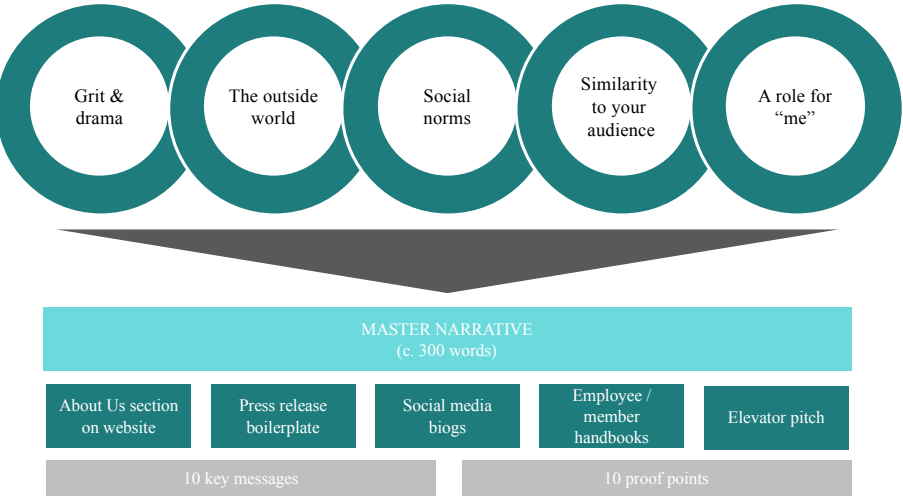 Grit &
drama
The outside
world
Social
norms
Similarity
to your
audience
A role for
“me”
MASTER NARRATIVE
(c. 300 words)
About Us section
on website
Press release
boilerplate
Social media
biogs
Employee /
member
handbooks
Elevator pitch
10 key messages
10 proof points